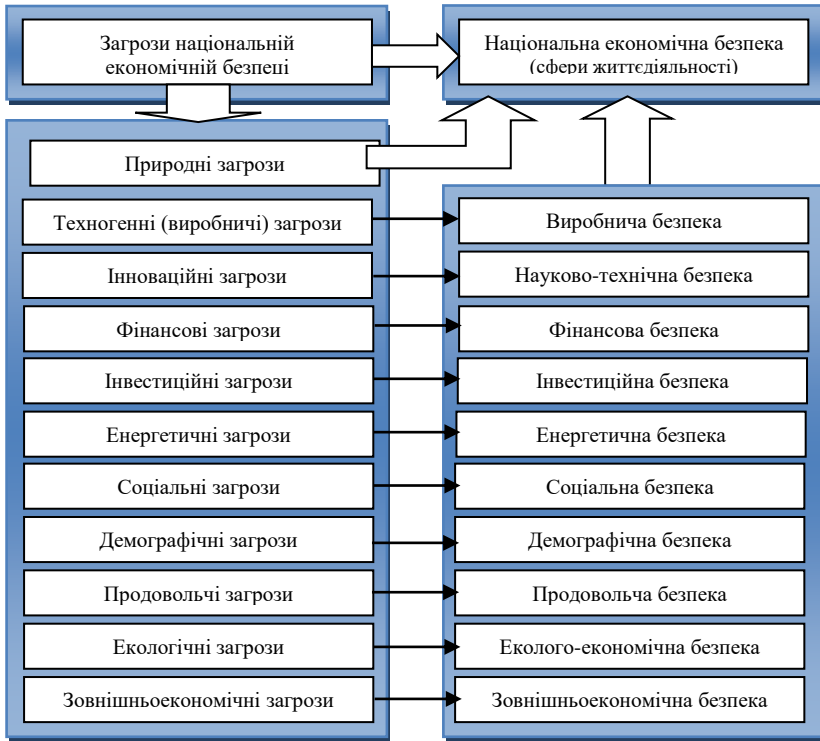 Загрози національній
економічній безпеці
Національна економічна безпека
(сфери життєдіяльності)
Природні загрози
Техногенні (виробничі) загрози
Виробнича безпека
Інноваційні загрози
Науково-технічна безпека
Фінансові загрози
Фінансова безпека
Інвестиційні загрози
Інвестиційна безпека
Енергетичні загрози
Енергетична безпека
Соціальні загрози
Соціальна безпека
Демографічні загрози
Демографічна безпека
Продовольчі загрози
Продовольча безпека
Екологічні загрози
Еколого-економічна безпека
Зовнішньоекономічні загрози
Зовнішньоекономічна безпека